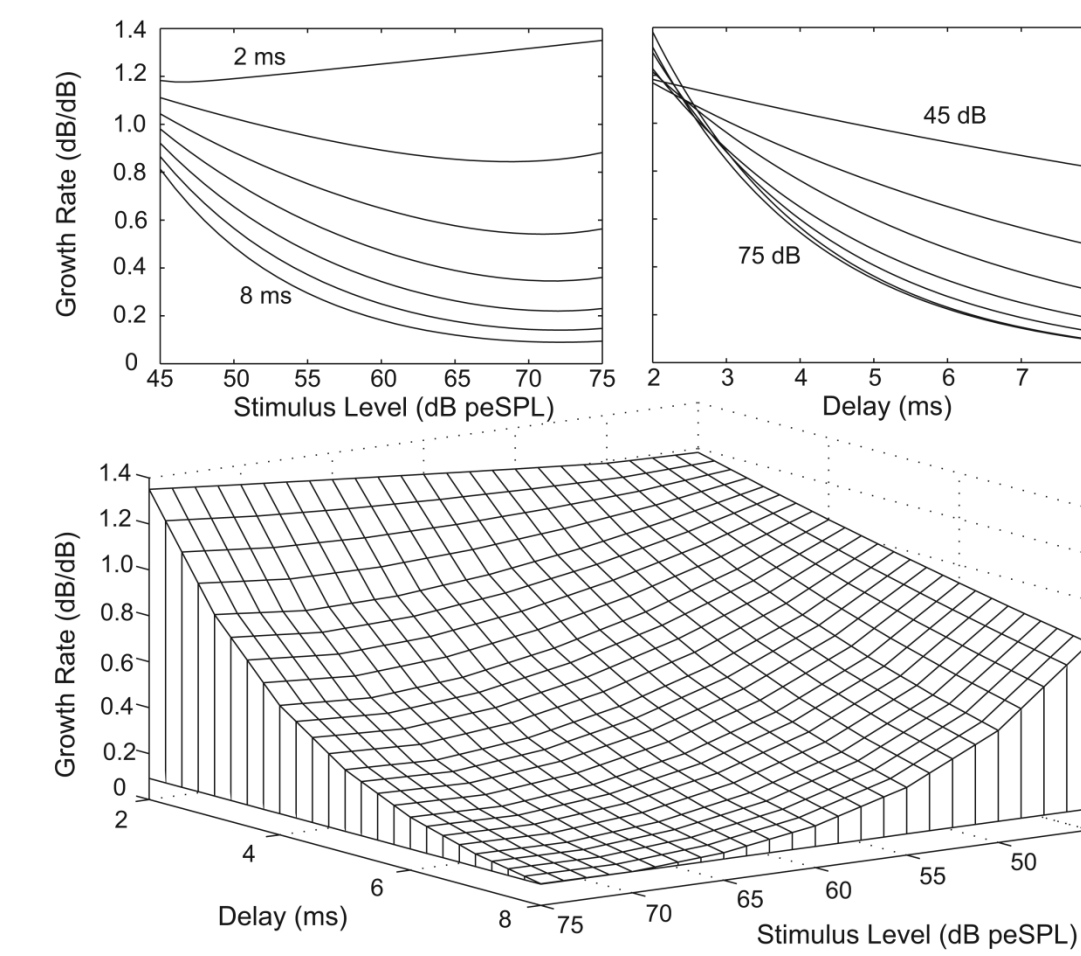 1.4
1.2
1.0
0.8
0.6
0.4
0.2
0
Growth Rate (dB/dB)
2 ms
8 ms
45 50 55 60 65 70 75
Stimulus Level (dB peSPL)
45 dB
75 dB
2 3 4 5 6 7
Delay (ms)
1.4
1.2
1.0
0.8
0.6
0.4
0.2
0
Growth Rate (dB/dB)
2
4
6
8
Delay (ms)
75
70
65
60
55
50
Stimulus Level (dB peSPL)